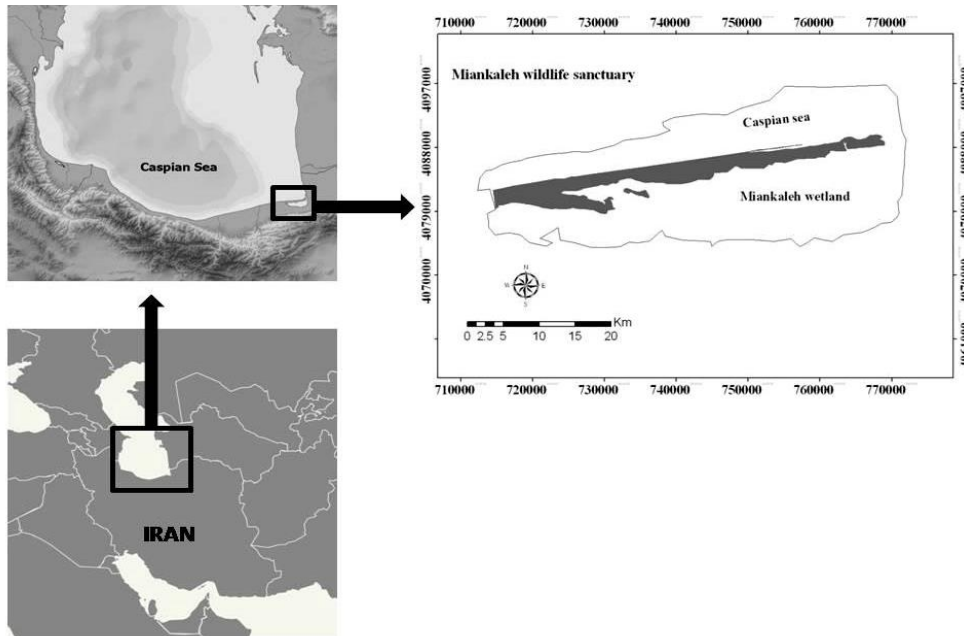 Caspian Sea
IRAN
710000 720000 730000 740000 750000 760000 770000
Miankaleh wildlife sanctuary
Caspian sea
Miankaleh wetland
4097000
4088000
4079000
4070000
N
W E
S
0 2.5 5 10 15 20 Km
710000 720000 730000 740000 750000 760000 770000